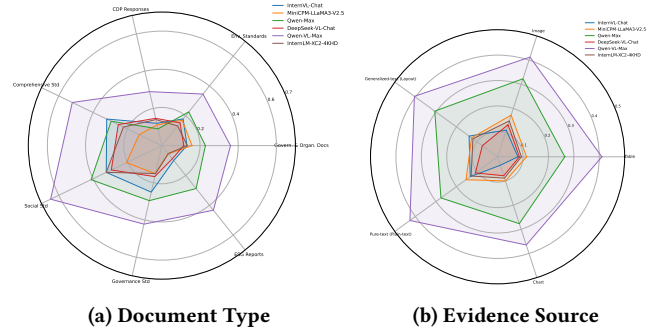 CDP Responses
Env. Standards
Comprehensive Std
Govern. & Organ. Docs
Social Std
Governance Std
ESG Reports
0.2
0.4
0.6
0.7
InternVL-Chat
MiniCPM-LLaMA3-V2.5
Qwen-Max
DeepSeek-VL-Chat
Qwen-VL-Max
InternLM-XC2-4KHD
(a) Document Type
Image
Generalized-text (Layout)
Table
Pure-text (Plain-text)
Chart
0.1
0.2
0.3
0.4
0.5
InternVL-Chat
MiniCPM-LLaMA3-V2.5
Qwen-Max
DeepSeek-VL-Chat
Qwen-VL-Max
InternLM-XC2-4KHD
(b) Evidence Source